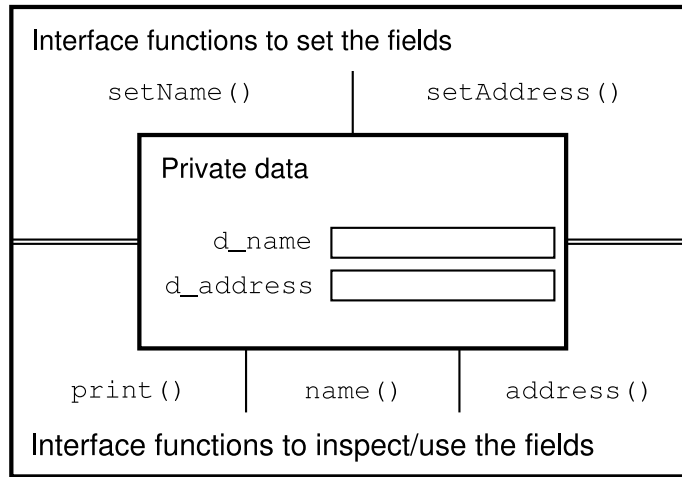 Interface functions to set the fields
setName() setAddress()
Private data
d_name
d_address
print() name() address()
Interface functions to inspect/use the fields